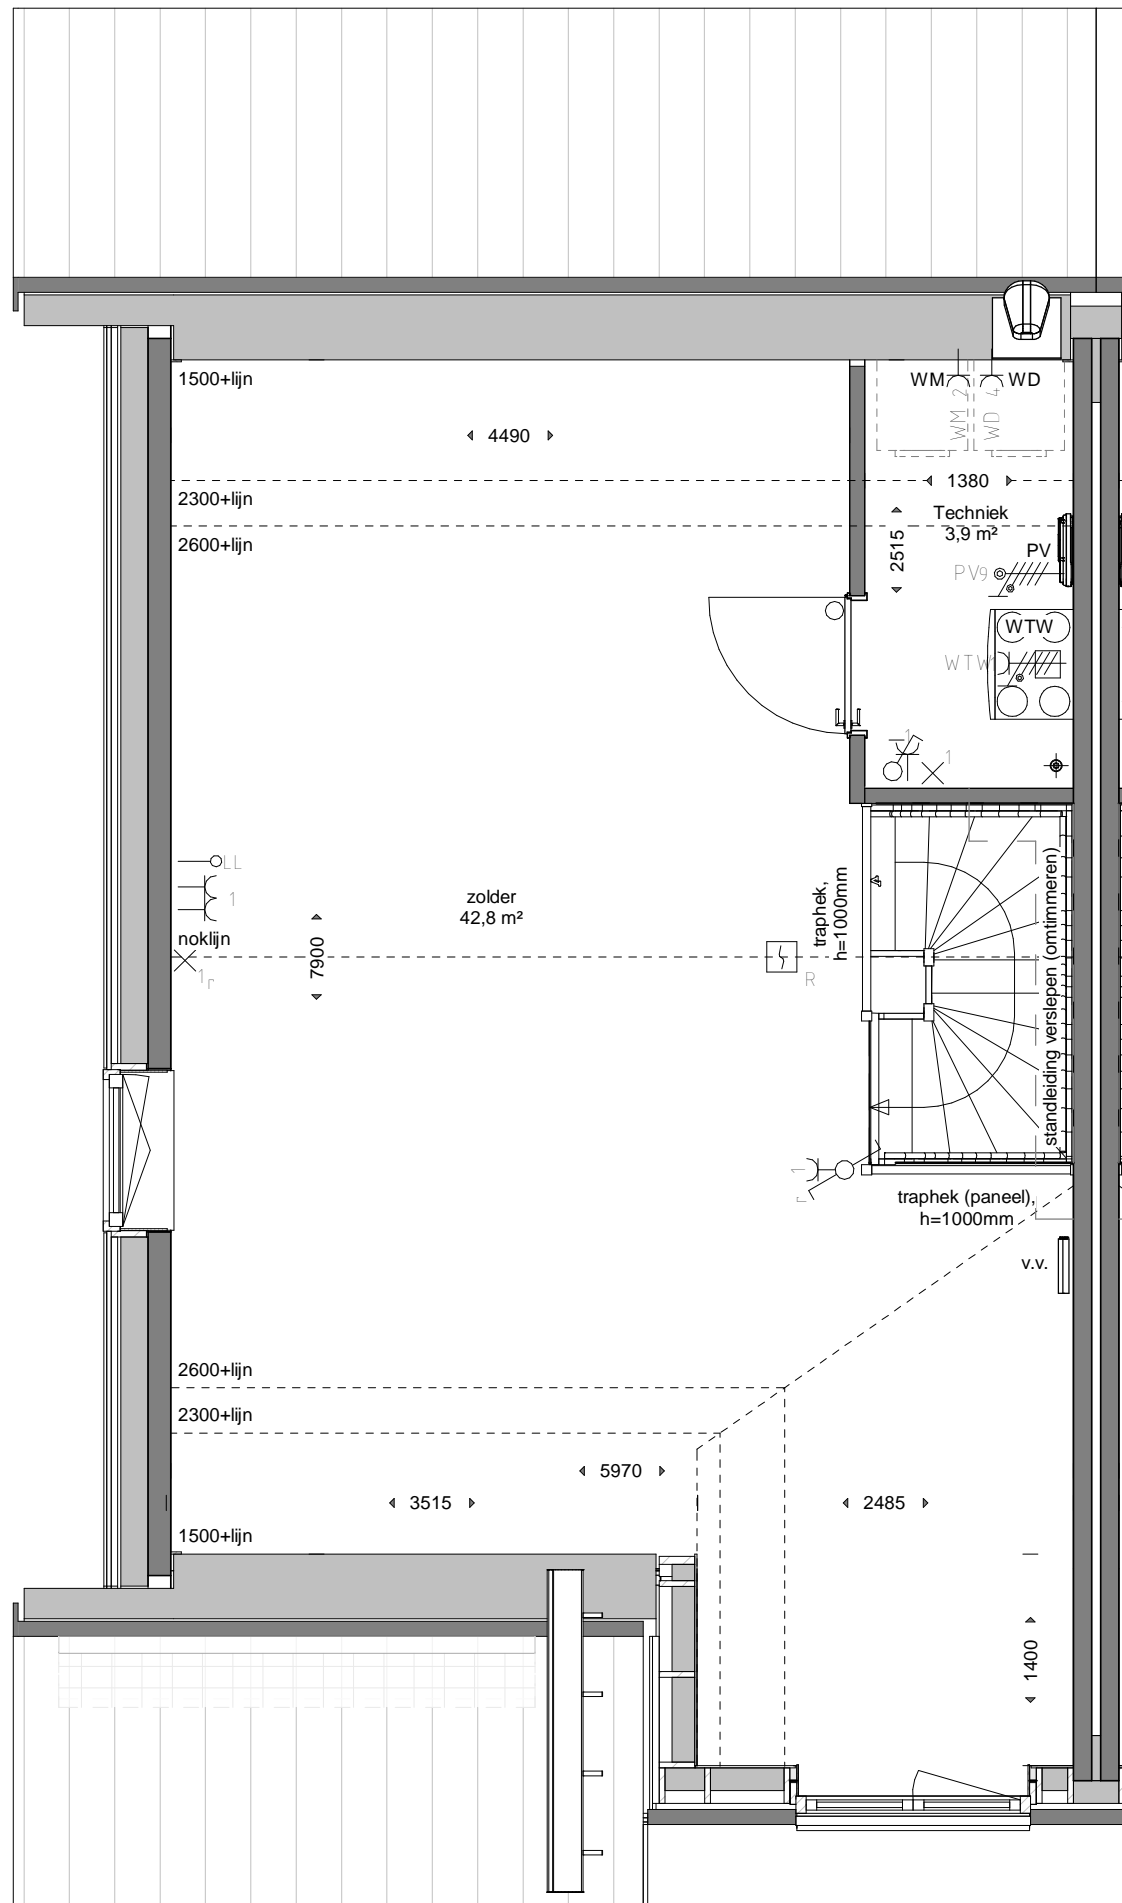 1500+lijn
WM
WD
WM 2
WD 4
4490
2300+lijn
1380
2600+lijn
Techniek
3,9 m²
2515
PV
PV9
WTW
WTW
1
1
LL
1
zolder
42,8 m²
traphek,
h=1000mm
noklijn
1r
7900
R
standleiding verslepen (omtimmeren)
1
r
traphek (paneel),
h=1000mm
v.v.
2600+lijn
2300+lijn
5970
3515
2485
1500+lijn
1400